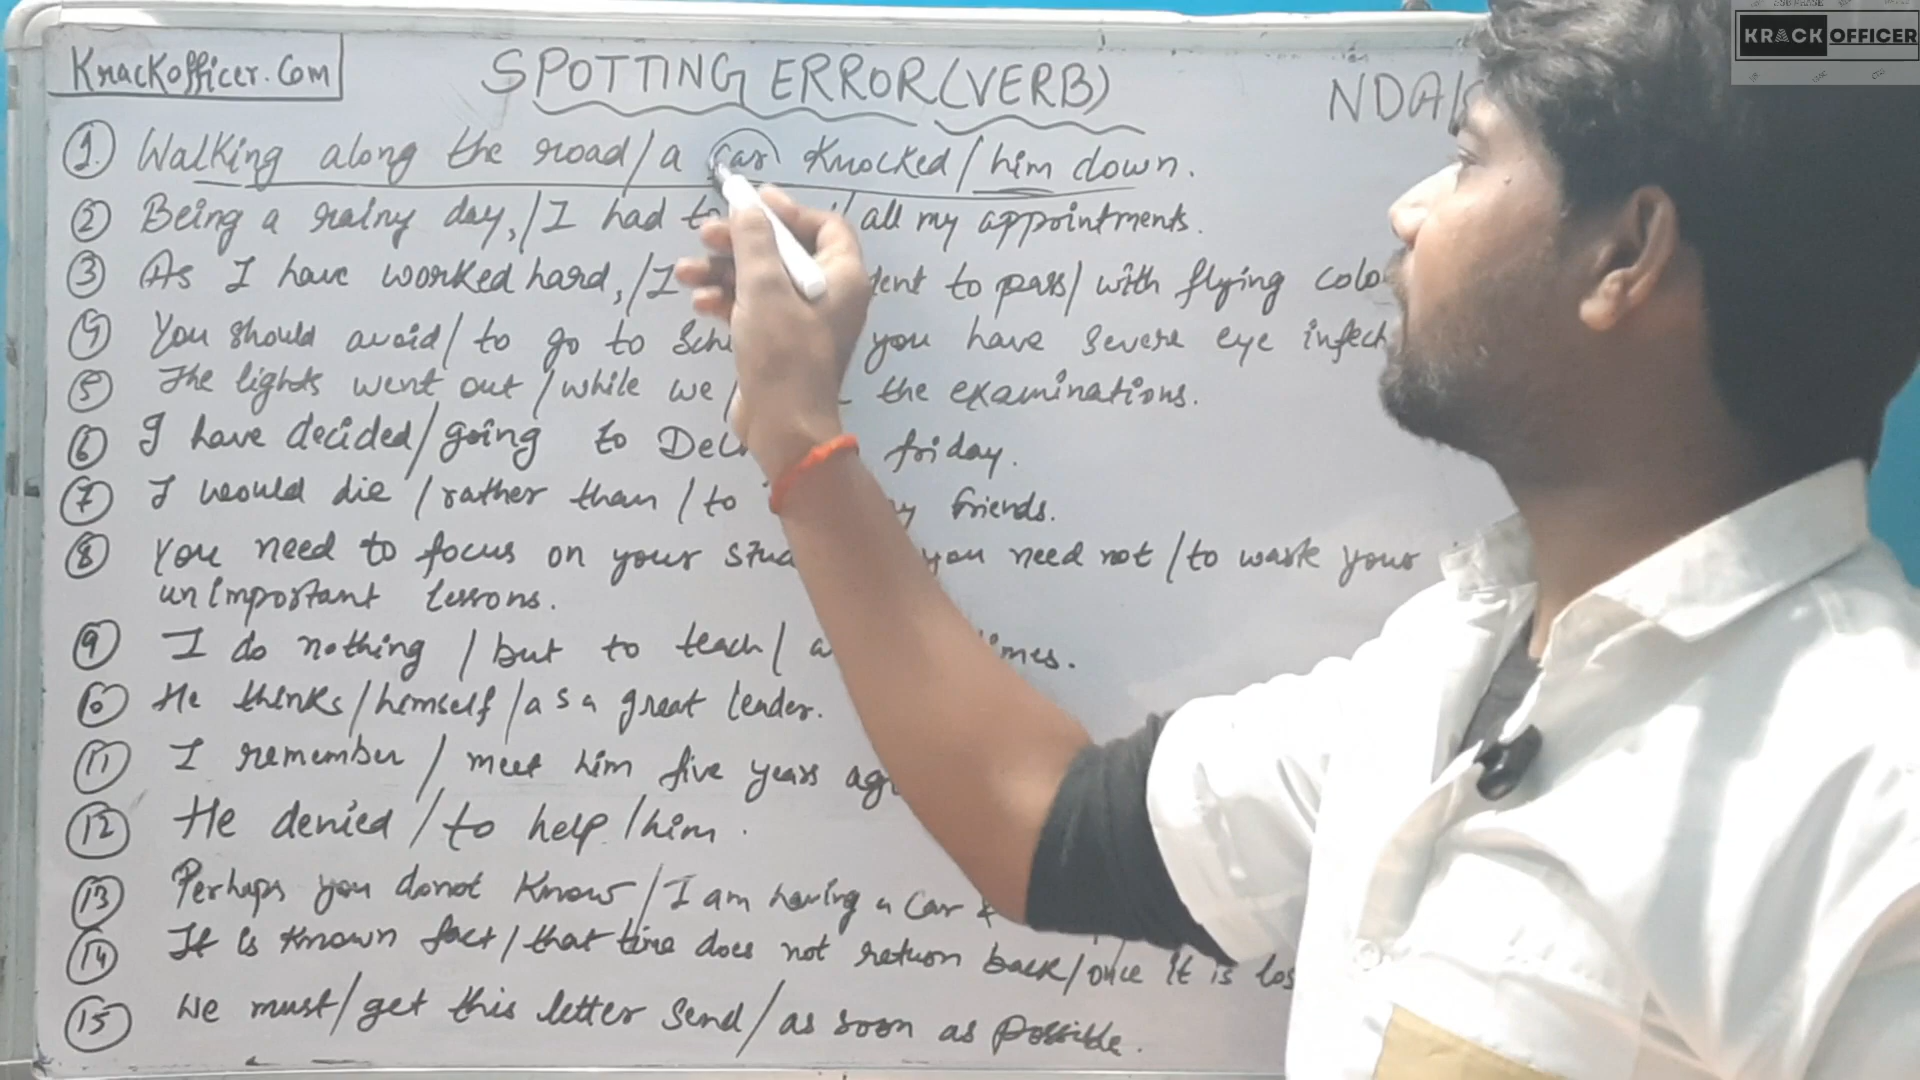 KRACK OFFICER
KrackOfficer.Com
SPOTTING ERROR (VERB)
NDA/
1. Walking along the road/a car knocked/him down.
2 Being a rainy day,/I had all my appointments.
3 As I have worked hard,/I to pass/ with flying
4 You should avoid/ to go to you have severe eye
5 The lights went out / while we / the examinations.
6 I have decided/going to friday.
7 I would die /rather than / to friends.
8 You need to focus on your you need not /to waste your
unimportant lessons.
9 I do nothing / but to teach/
10 He thinks/himself/as a great leader.
11 I remember / meet him five years
12 He denied / to help /him.
13 Perhaps you donot know/I am having a car &
14 It is known fact/that time does not return back/once it is
15 We must/get this letter send/as soon as possible.